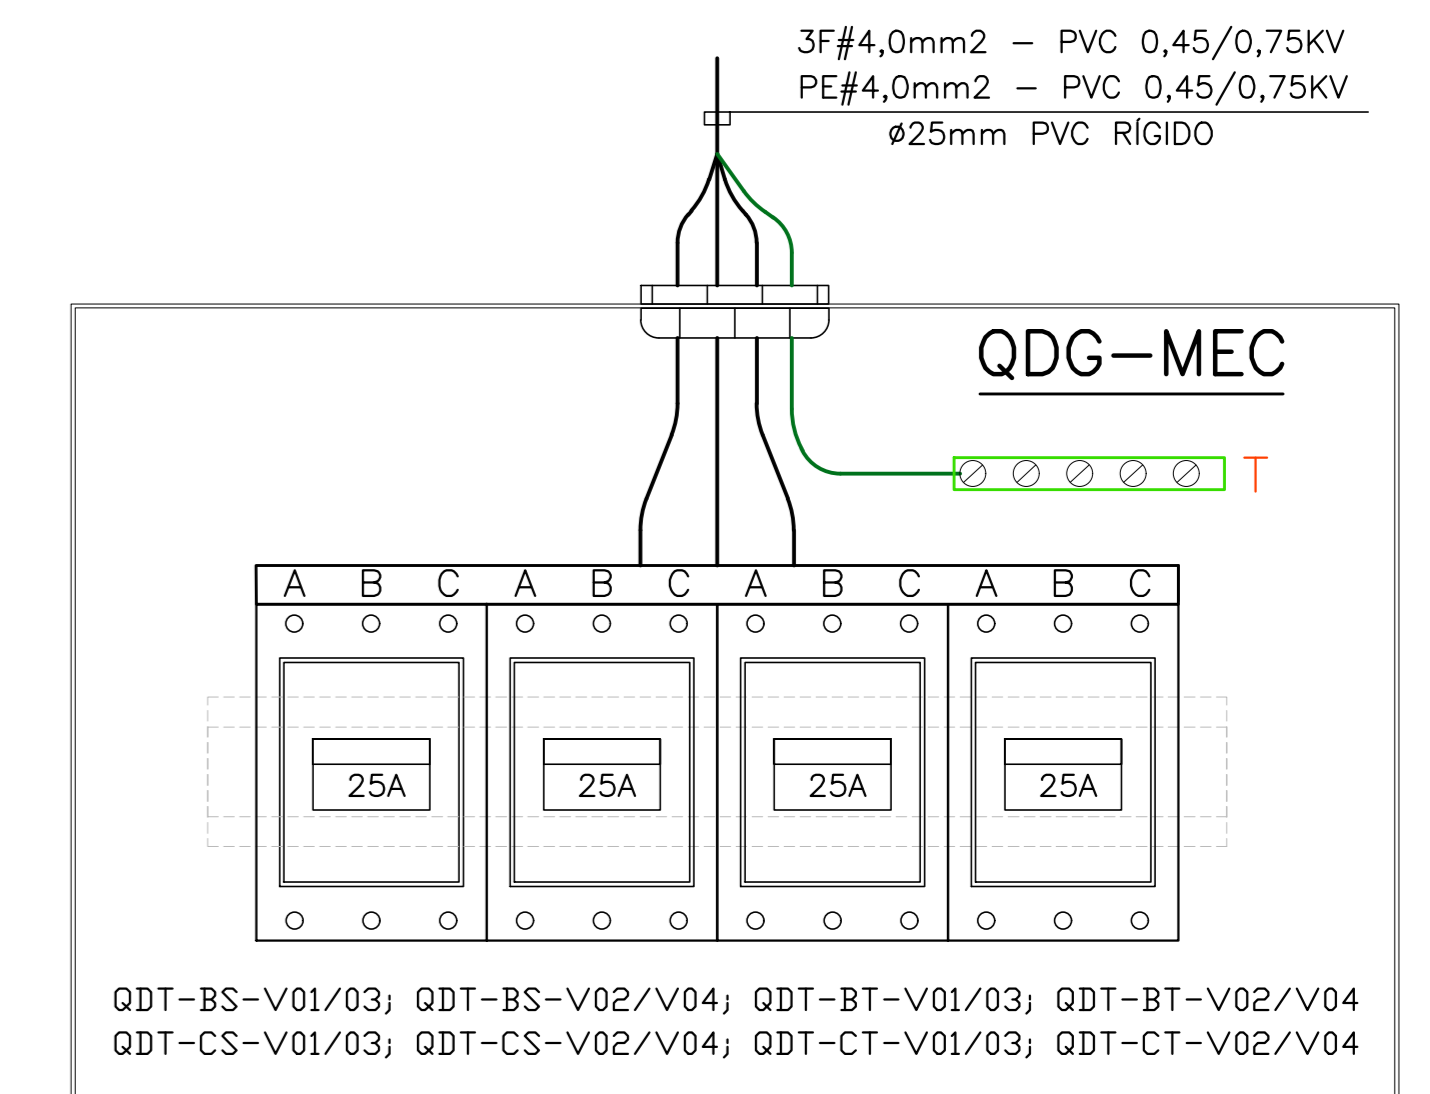 3F#4,0mm2 – PVC 0,45/0,75KV
PE#4,0mm2 – PVC 0,45/0,75KV
ø25mm PVC RÍGIDO
QDG–MEC
T
A B C A B C A B C A B C
25A 25A 25A 25A
QDT-BS-V01/03; QDT-BS-V02/V04; QDT-BT-V01/03; QDT-BT-V02/V04
QDT-CS-V01/03; QDT-CS-V02/V04; QDT-CT-V01/03; QDT-CT-V02/V04